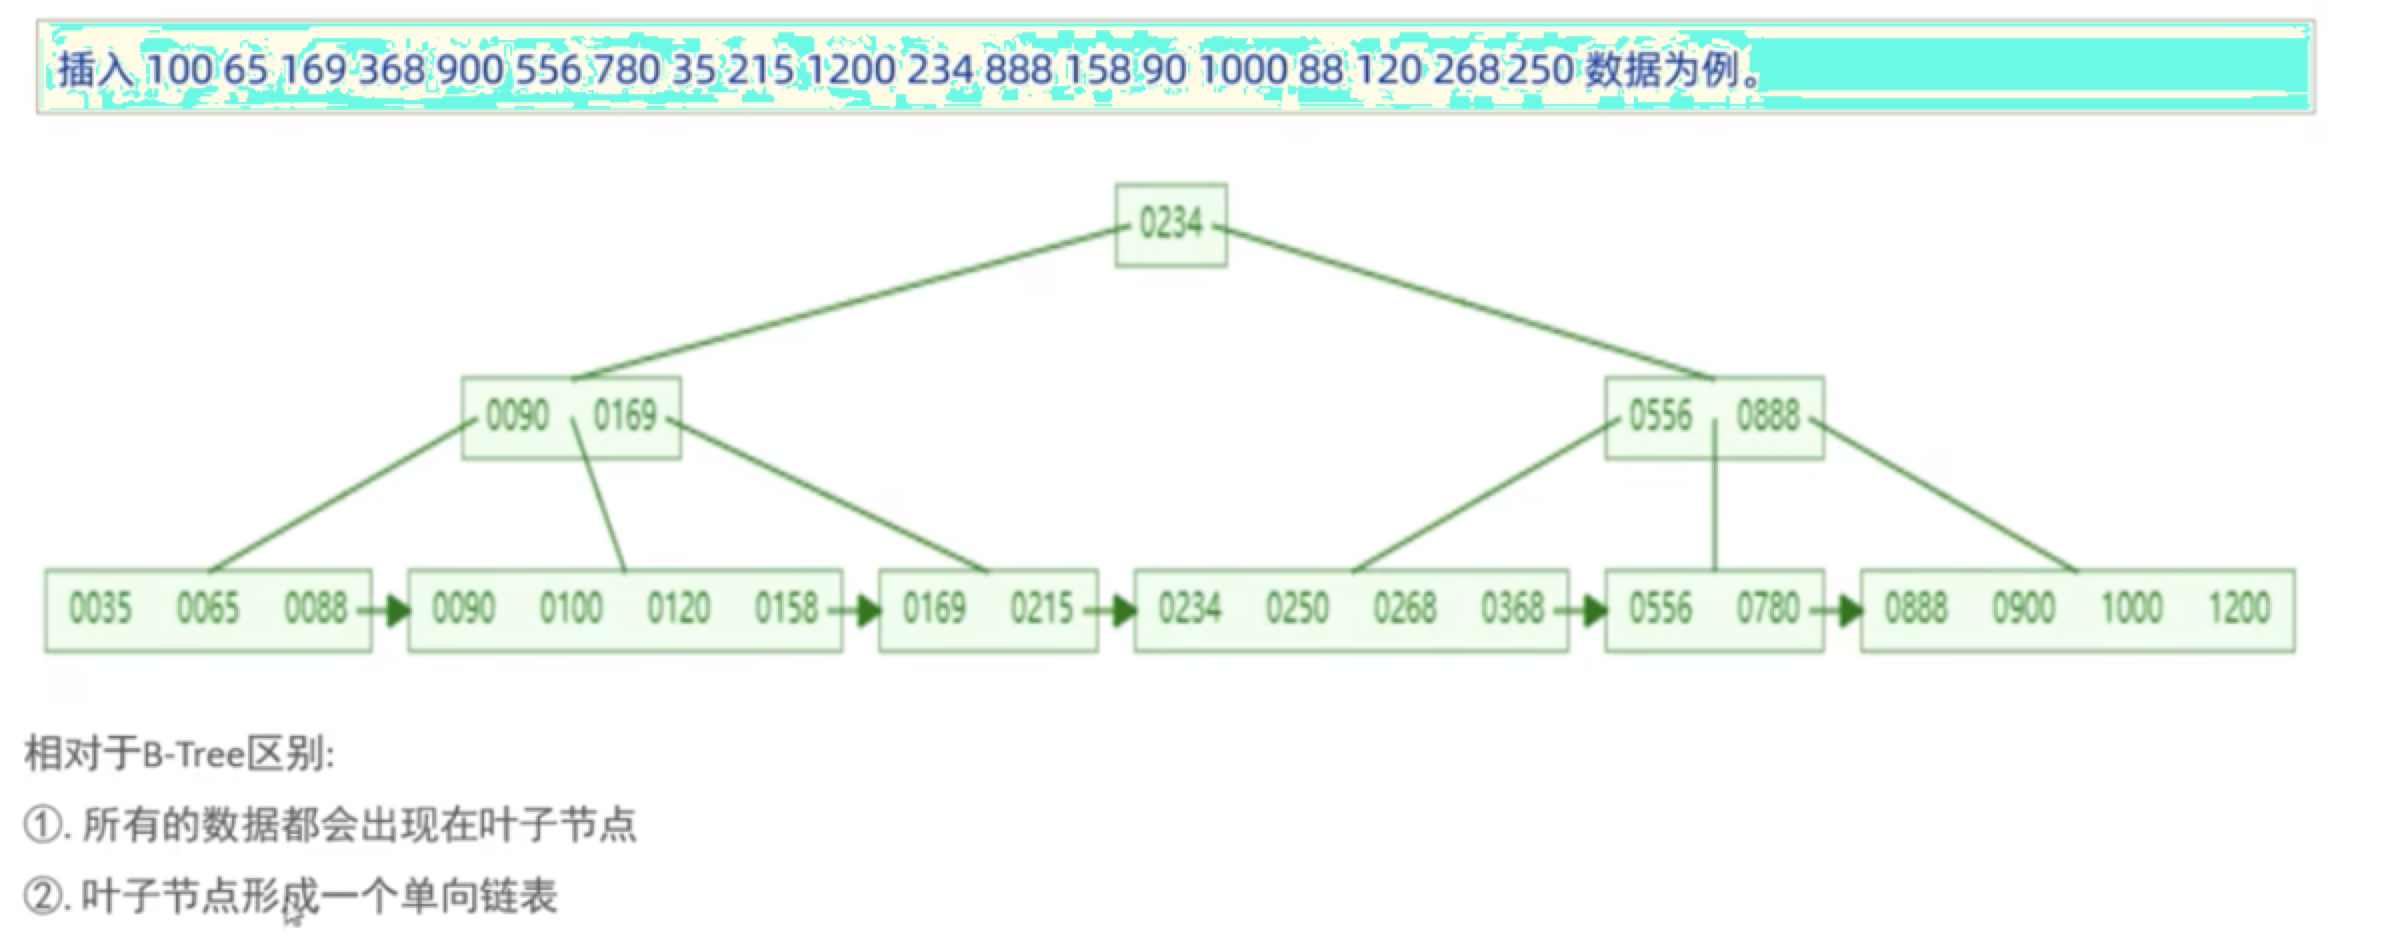 插入 100 65 169 368 900 556 780 35 215 1200 234 888 158 90 1000 88 120 268 250 数据为例。
0234
0090 0169 0556 0888
0035 0065 0088 0090 0100 0120 0158 0169 0215 0234 0250 0268 0368 0556 0780 0888 0900 1000 1200
相对于B-Tree区别:
①. 所有的数据都会出现在叶子节点
②. 叶子节点形成一个单向链表